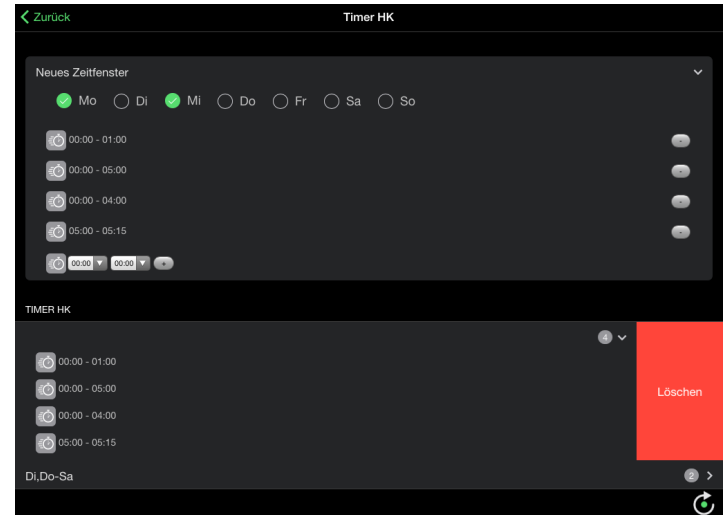 Zurück Timer HK
Neues Zeitfenster
Mo Di Mi Do Fr Sa So
00:00 - 01:00 -
00:00 - 05:00 -
00:00 - 04:00 -
05:00 - 05:15 -
00:00 ▼ 00:00 ▼ +
TIMER HK
4
00:00 - 01:00
00:00 - 05:00
Löschen
00:00 - 04:00
05:00 - 05:15
Di,Do-Sa 2